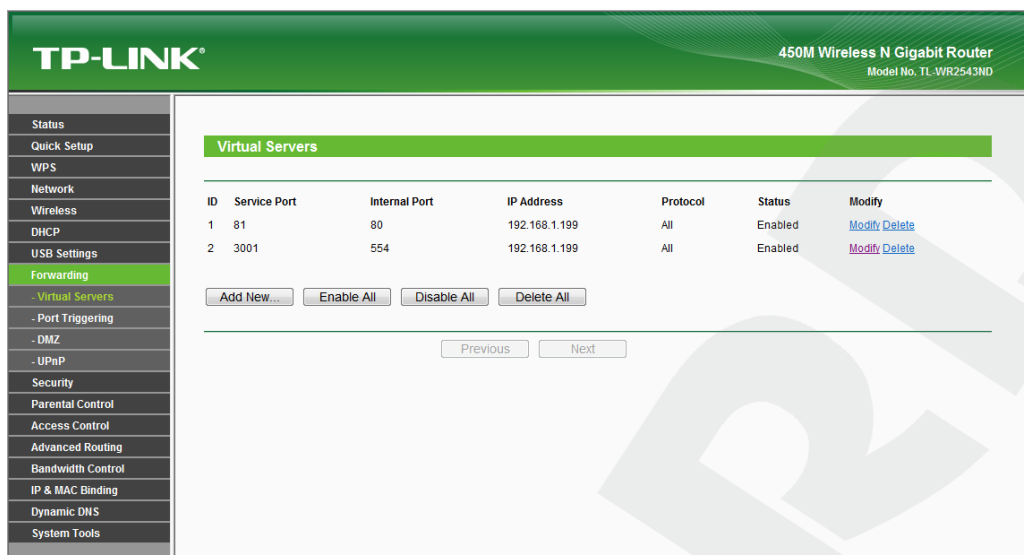 TP-LINK®
450M Wireless N Gigabit Router
Model No. TL-WR2543ND
Status
Quick Setup
WPS
Network
Wireless
DHCP
USB Settings
Forwarding
- Virtual Servers
- Port Triggering
- DMZ
- UPnP
Security
Parental Control
Access Control
Advanced Routing
Bandwidth Control
IP & MAC Binding
Dynamic DNS
System Tools
Virtual Servers
ID Service Port Internal Port IP Address Protocol Status Modify
1 81 80 192.168.1.199 All Enabled Modify Delete
2 3001 554 192.168.1.199 All Enabled Modify Delete
Add New... Enable All Disable All Delete All
Previous Next